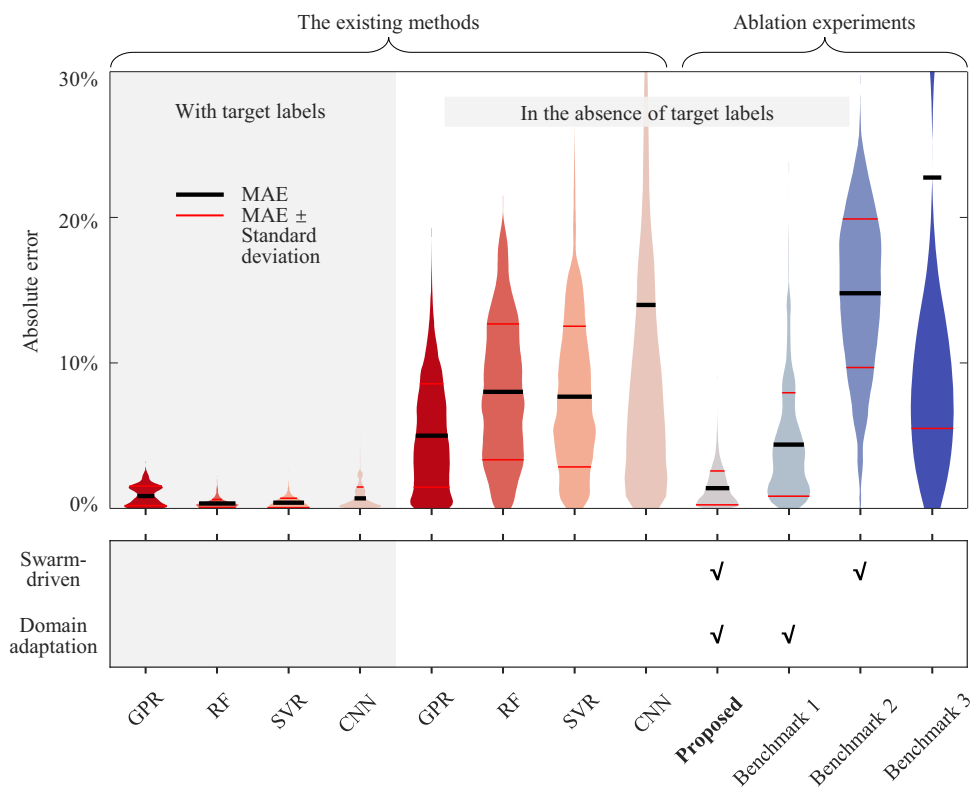 The existing methods
Ablation experiments
30%
With target labels
In the absence of target labels
MAE
MAE ±
Standard
deviation
20%
Absolute error
10%
0%
Swarm-
driven
√ √
Domain
adaptation
√ √
GPR RF SVR CNN GPR RF SVR CNN Proposed Benchmark 1 Benchmark 2 Benchmark 3